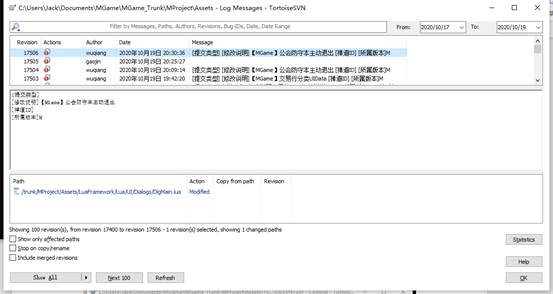 C:\Users\Jack\Documents\MGame\MGame_Trunk\MProject\Assets - Log Messages - TortoiseSVN
Filter by Messages, Paths, Authors, Revisions, Bug-IDs, Date, Date Range
From: 2020/10/17 To: 2020/10/19
Revision Actions Author Date Message
17506 wuqiang 2020年10月19日 20:30:36 [提交类型] [修改说明]【MGame】公会防守本主动退出 [禅道ID] [所属版本]M
17505 gaojin 2020年10月19日 20:25:27
17504 wuqiang 2020年10月19日 20:09:14 [提交类型] [修改说明]【MGame】公会防守本主动退出 [禅道ID] [所属版本]M
17503 wuqiang 2020年10月19日 19:42:20 [提交类型] [修改说明]【MGame】交易行分类UIData [禅道ID] [所属版本]M
[提交类型]
[修改说明]【MGame】公会防守本主动退出
[禅道ID]
[所属版本]M
Path Action Copy from path Revision
/trunk/MProject/Assets/LuaFramework/Lua/UI/Dialogs/DlgMain.lua Modified
Showing 100 revision(s), from revision 17400 to revision 17506 - 1 revision(s) selected, showing 1 changed paths
Show only affected paths
Stop on copy/rename
Include merged revisions
Statistics
Help
Show All Next 100 Refresh OK